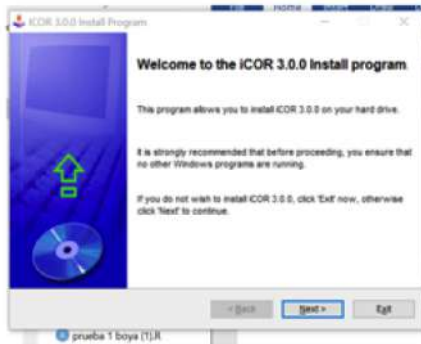 Home
iCOR 3.0.0 Install Program
Welcome to the iCOR 3.0.0 Install program
This program allows you to install iCOR 3.0.0 on your hard drive.
It is strongly recommended that before proceeding, you ensure that
no other Windows programs are running.
If you do not wish to install iCOR 3.0.0, click 'Exit' now, otherwise
click 'Next' to continue.
< Back Next > Exit
prueba 1 boya (1).R